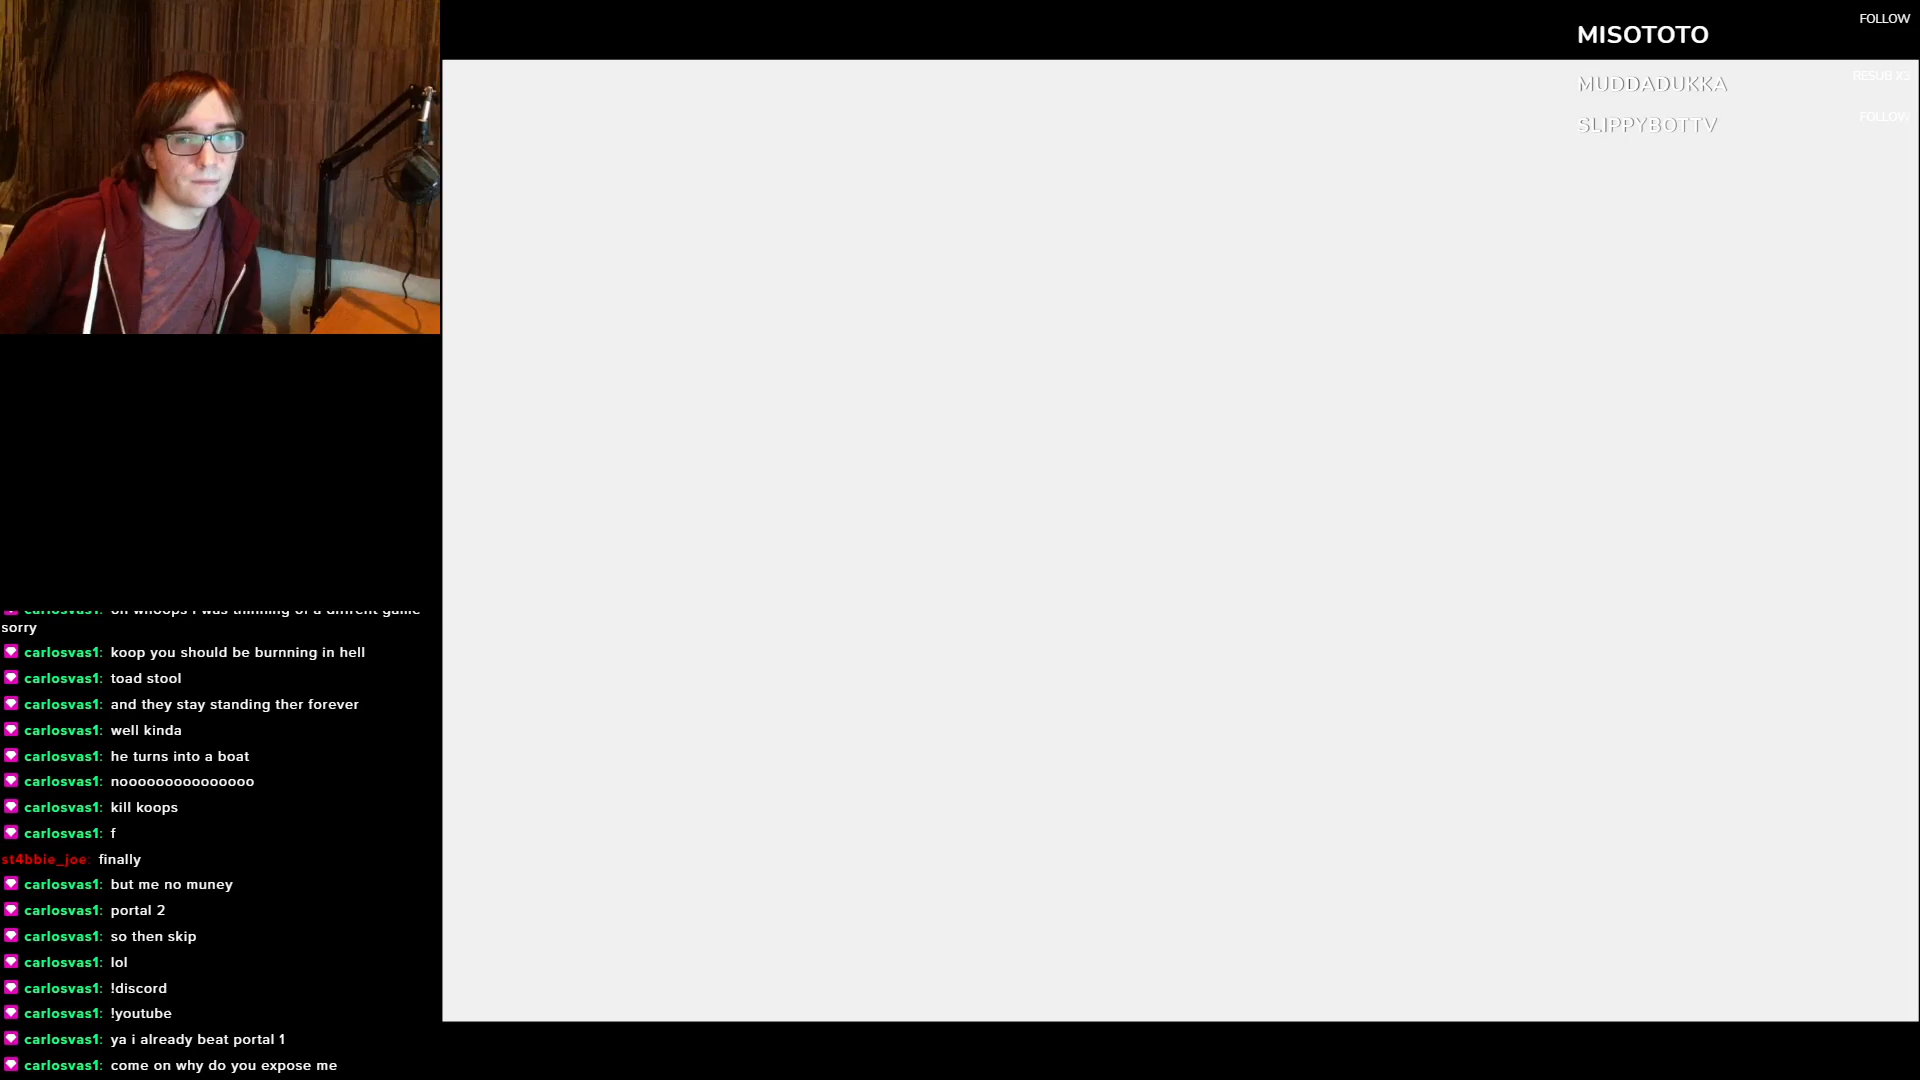 FOLLOW
MISOTOTO
RESUB
MUDDADUKKA
FOLLOW
SLIPPYBOTTV
sorry
carlosvas1: koop you should be burnning in hell
carlosvas1: toad stool
carlosvas1: and they stay standing ther forever
carlosvas1: well kinda
carlosvas1: he turns into a boat
carlosvas1: nooooooooooooooo
carlosvas1: kill koops
carlosvas1: f
st4bbie_joe: finally
carlosvas1: but me no muney
carlosvas1: portal 2
carlosvas1: so then skip
carlosvas1: lol
carlosvas1: !discord
carlosvas1: !youtube
carlosvas1: ya i already beat portal 1
carlosvas1: come on why do you expose me